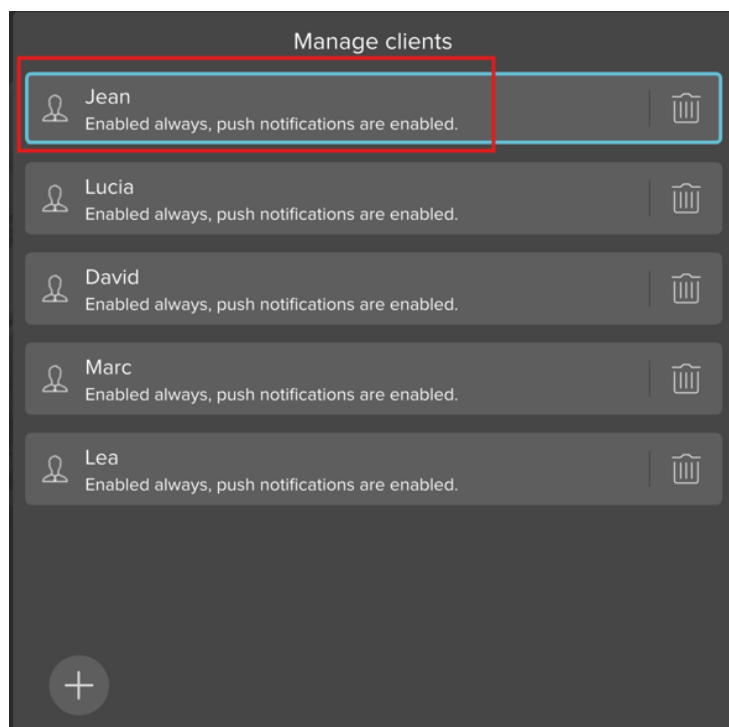 Manage clients
Jean
Enabled always, push notifications are enabled.
Lucia
Enabled always, push notifications are enabled.
David
Enabled always, push notifications are enabled.
Marc
Enabled always, push notifications are enabled.
Lea
Enabled always, push notifications are enabled.